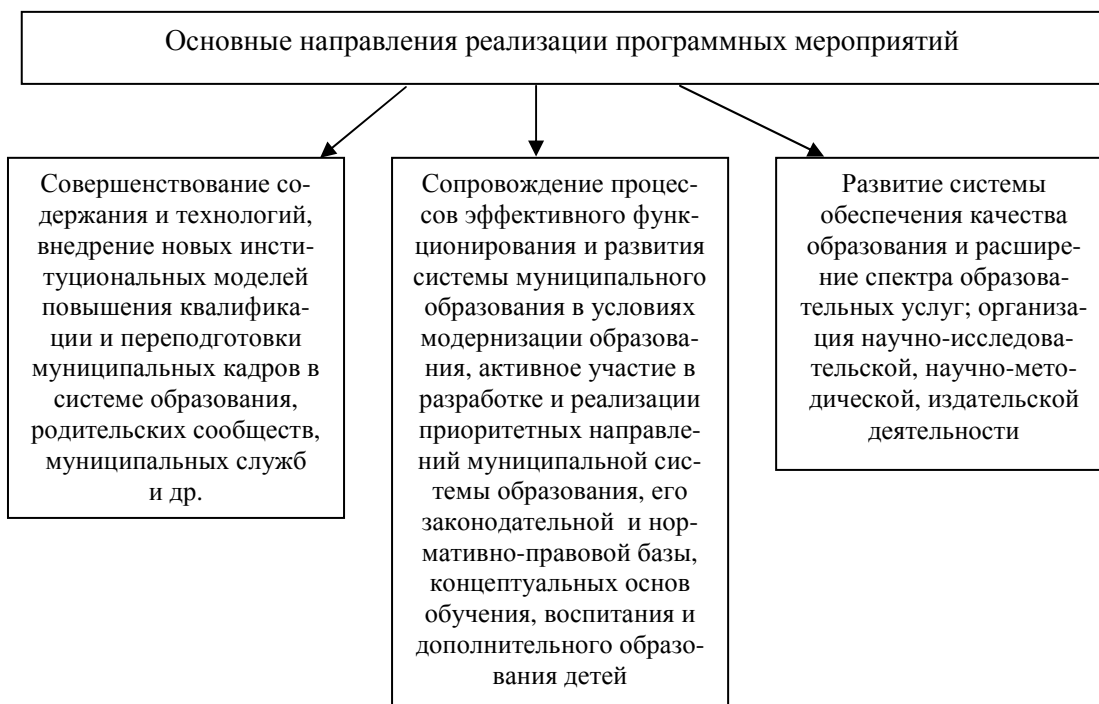 Основные направления реализации программных мероприятий
Совершенствование со-
держания и технологий,
внедрение новых инсти-
туциональных моделей
повышения квалифика-
ции и переподготовки
муниципальных кадров в
системе образования,
родительских сообществ,
муниципальных служб
и др.
Сопровождение процес-
сов эффективного функ-
ционирования и развития
системы муниципального
образования в условиях
модернизации образова-
ния, активное участие в
разработке и реализации
приоритетных направле-
ний муниципальной сис-
темы образования, его
законодательной и нор-
мативно-правовой базы,
концептуальных основ
обучения, воспитания и
дополнительного образо-
вания детей
Развитие системы
обеспечения качества
образования и расшире-
ние спектра образова-
тельных услуг; организа-
ция научно-исследова-
тельской, научно-мето-
дической, издательской
деятельности